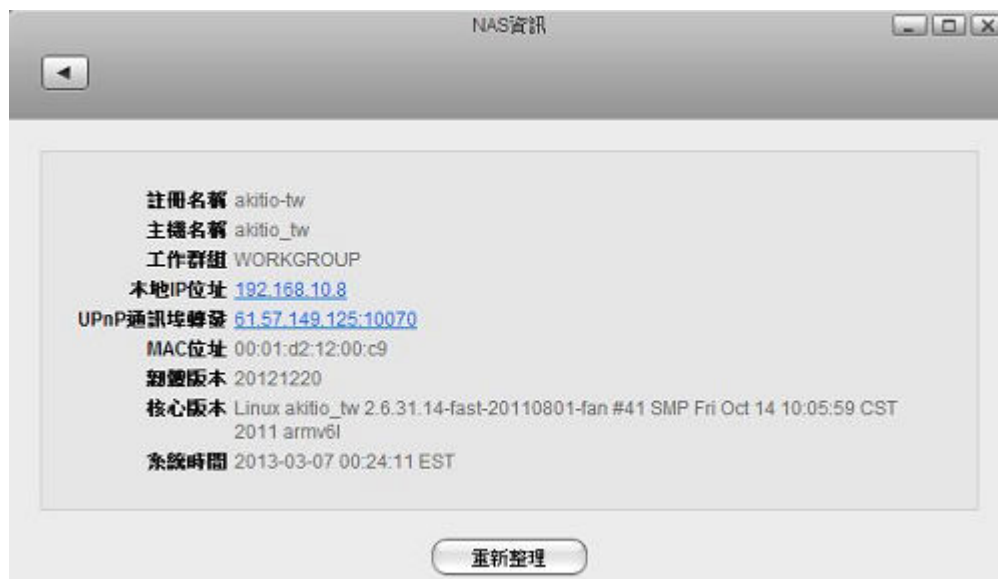 NAS資訊
註冊名稱 akitio-tw
主機名稱 akitio_tw
工作群組 WORKGROUP
本地IP位址 192.168.10.8
UPnP通訊埠轉發 61.57.149.125:10070
MAC位址 00:01:d2:12:00:c9
韌體版本 20121220
核心版本 Linux akitio_tw 2.6.31.14-fast-20110801-fan #41 SMP Fri Oct 14 10:05:59 CST
2011 armv6l
系統時間 2013-03-07 00:24:11 EST
重新整理